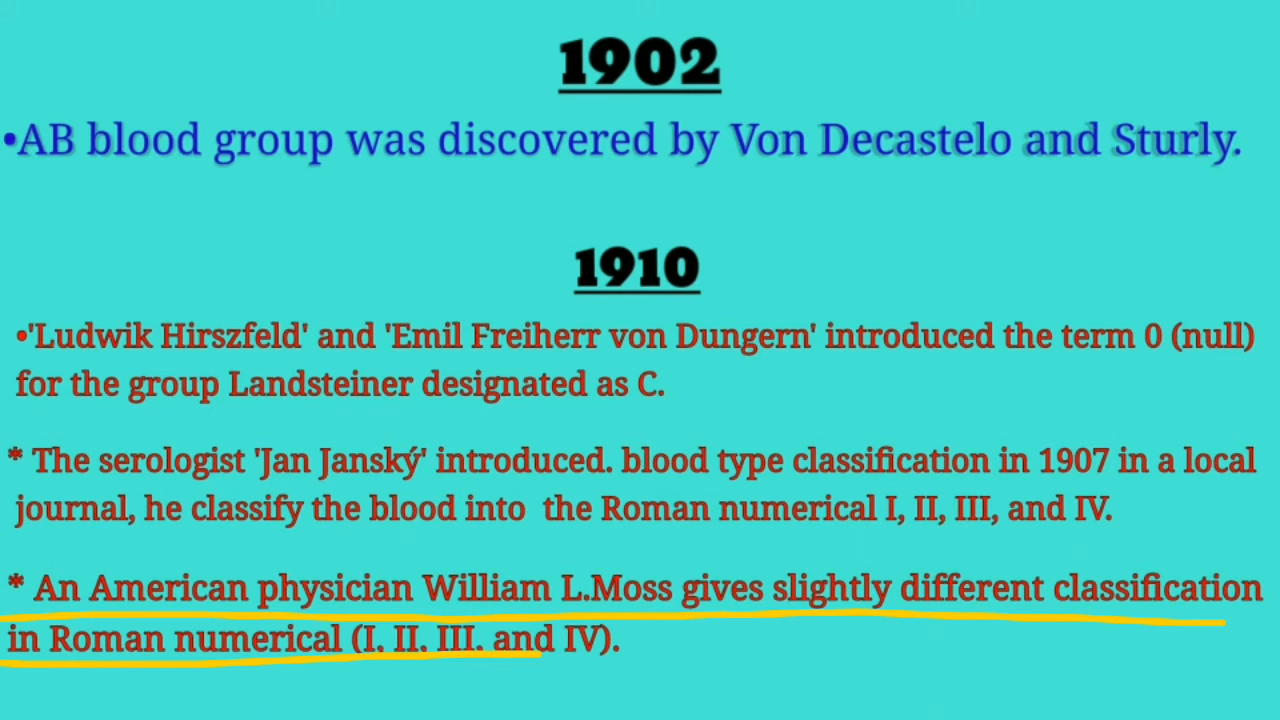 1902
•AB blood group was discovered by Von Decastelo and Sturly.
1910
•'Ludwik Hirszfeld' and 'Emil Freiherr von Dungern' introduced the term 0 (null)
for the group Landsteiner designated as C.
* The serologist 'Jan Janský' introduced. blood type classification in 1907 in a local
journal, he classify the blood into the Roman numerical I, II, III, and IV.
* An American physician William L.Moss gives slightly different classification
in Roman numerical (I, II, III, and IV).